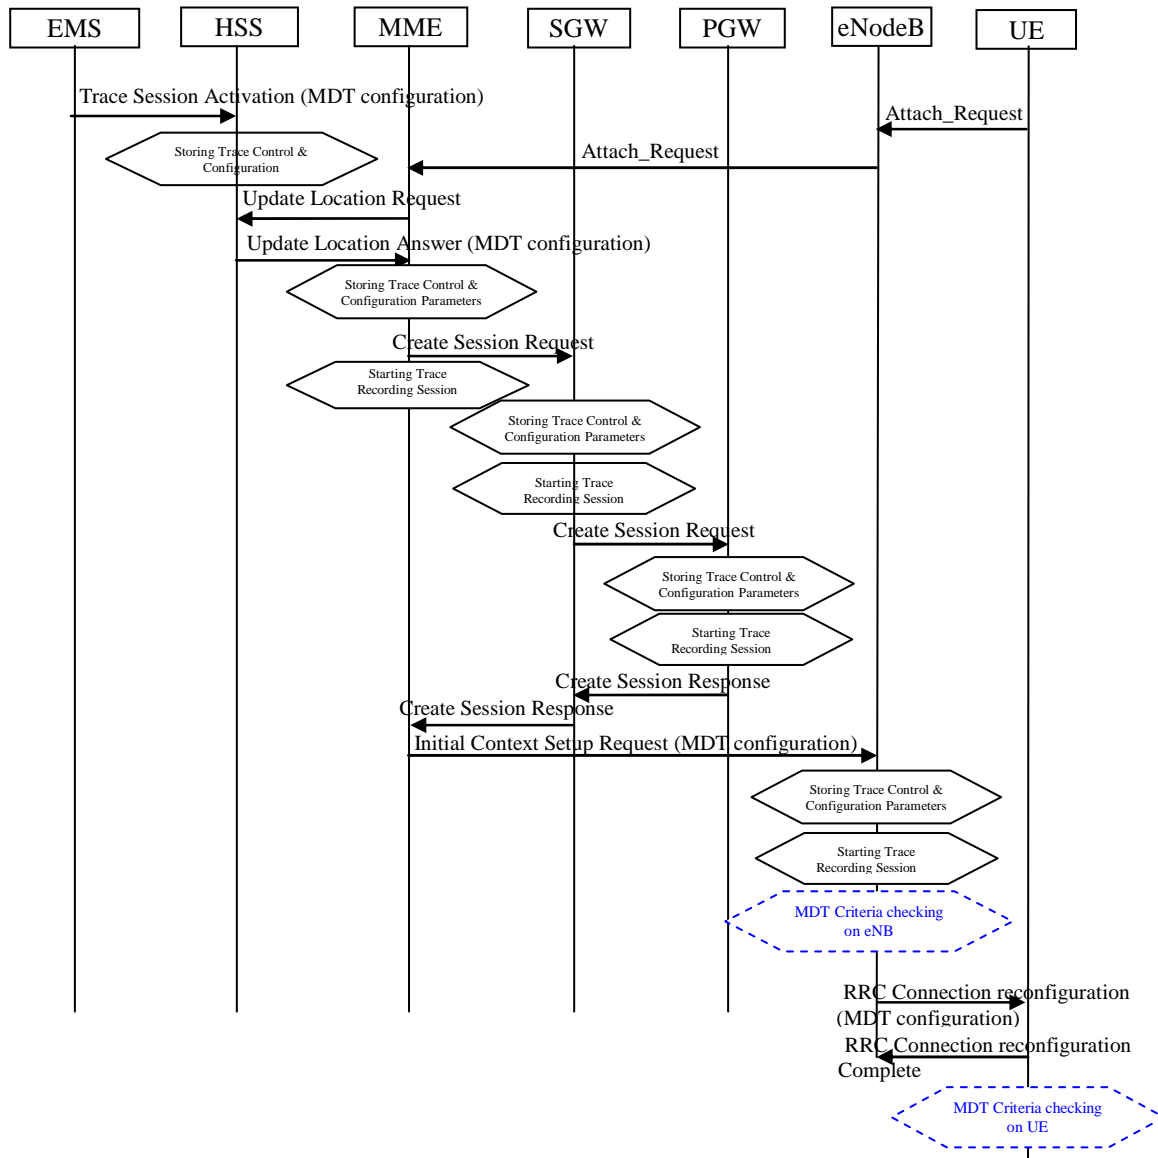 EMS
HSS
MME
SGW
PGW
eNodeB
UE
Trace Session Activation (MDT configuration)
Attach_Request
Storing Trace Control &
Configuration
Attach_Request
Update Location Request
Update Location Answer (MDT configuration)
Storing Trace Control &
Configuration Parameters
Create Session Request
Starting Trace
Recording Session
Storing Trace Control &
Configuration Parameters
Starting Trace
Recording Session
Create Session Request
Storing Trace Control &
Configuration Parameters
Starting Trace
Recording Session
Create Session Response
Create Session Response
Initial Context Setup Request (MDT configuration)
Storing Trace Control &
Configuration Parameters
Starting Trace
Recording Session
MDT Criteria checking
on eNB
RRC Connection reconfiguration
(MDT configuration)
RRC Connection reconfiguration
Complete
MDT Criteria checking
on UE